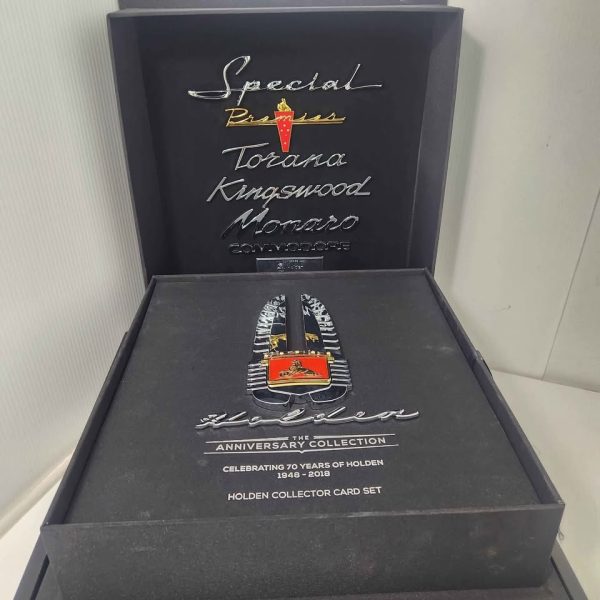 Special
Premier
Torana
Kingswood
Monaro
COMMODORE
Holden
THE
ANNIVERSARY COLLECTION
CELEBRATING 70 YEARS OF HOLDEN
1948 - 2018
HOLDEN COLLECTOR CARD SET